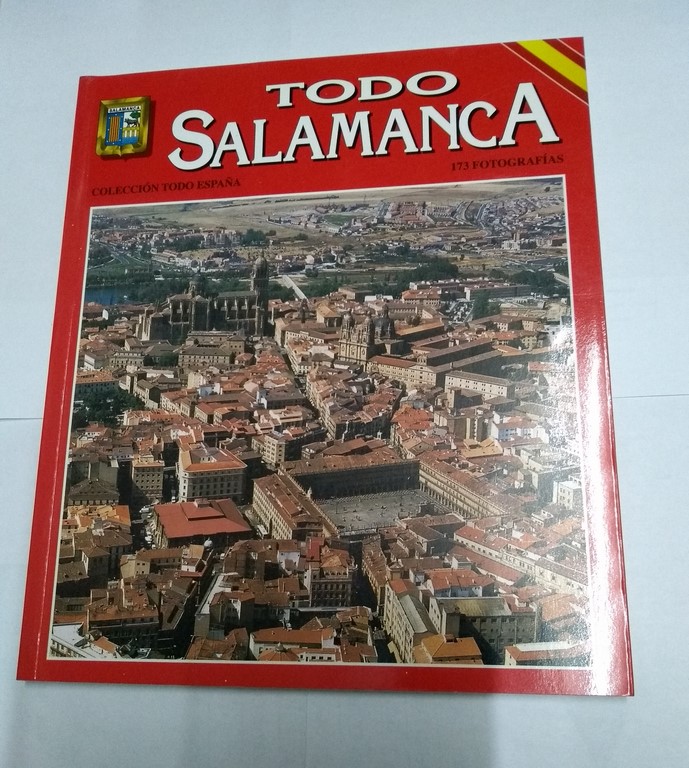 TODO
SALAMANCA
SALAMANCA
COLECCIÓN TODO ESPAÑA
173 FOTOGRAFÍAS